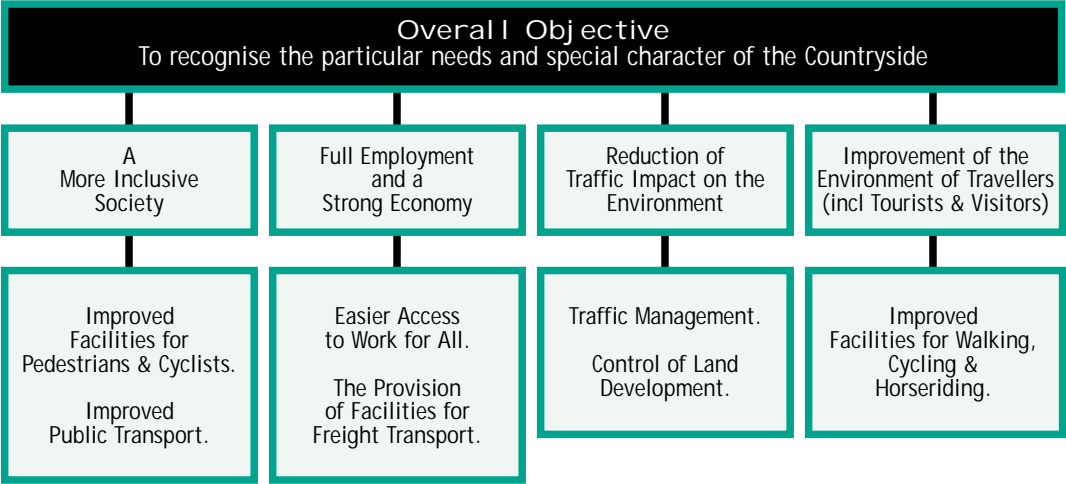 Overall Objective
To recognise the particular needs and special character of the Countryside
A
More Inclusive
Society
Full Employment
and a
Strong Economy
Reduction of
Traffic Impact on the
Environment
Improvement of the
Environment of Travellers
(incl Tourists & Visitors)
Improved
Facilities for
Pedestrians & Cyclists.
Improved
Public Transport.
Easier Access
to Work for All.
The Provision
of Facilities for
Freight Transport.
Traffic Management.
Control of Land
Development.
Improved
Facilities for Walking,
Cycling &
Horseriding.